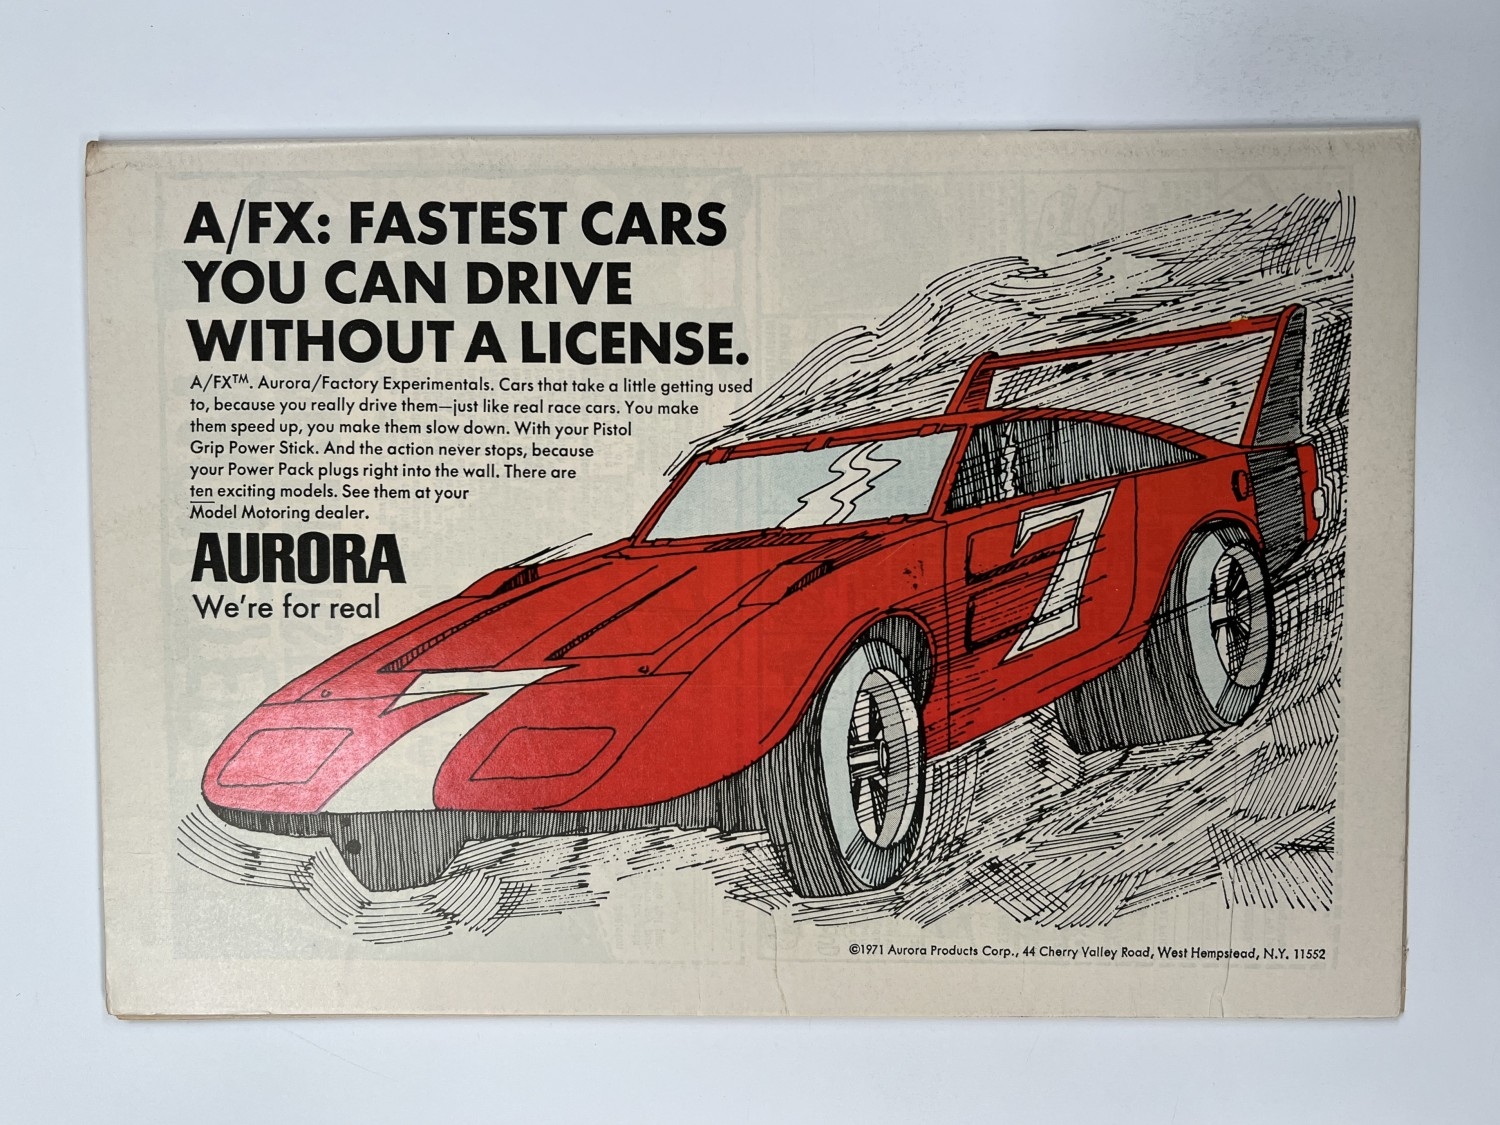 A/FX: FASTEST CARS
YOU CAN DRIVE
WITHOUT A LICENSE.
A/FX™. Aurora/Factory Experimentals. Cars that take a little getting used
to, because you really drive them—just like real race cars. You make
them speed up, you make them slow down. With your Pistol
Grip Power Stick. And the action never stops, because
your Power Pack plugs right into the wall. There are
ten exciting models. See them at your
Model Motoring dealer.
AURORA
We're for real
7
©1971 Aurora Products Corp., 44 Cherry Valley Road, West Hempstead, N.Y. 11552